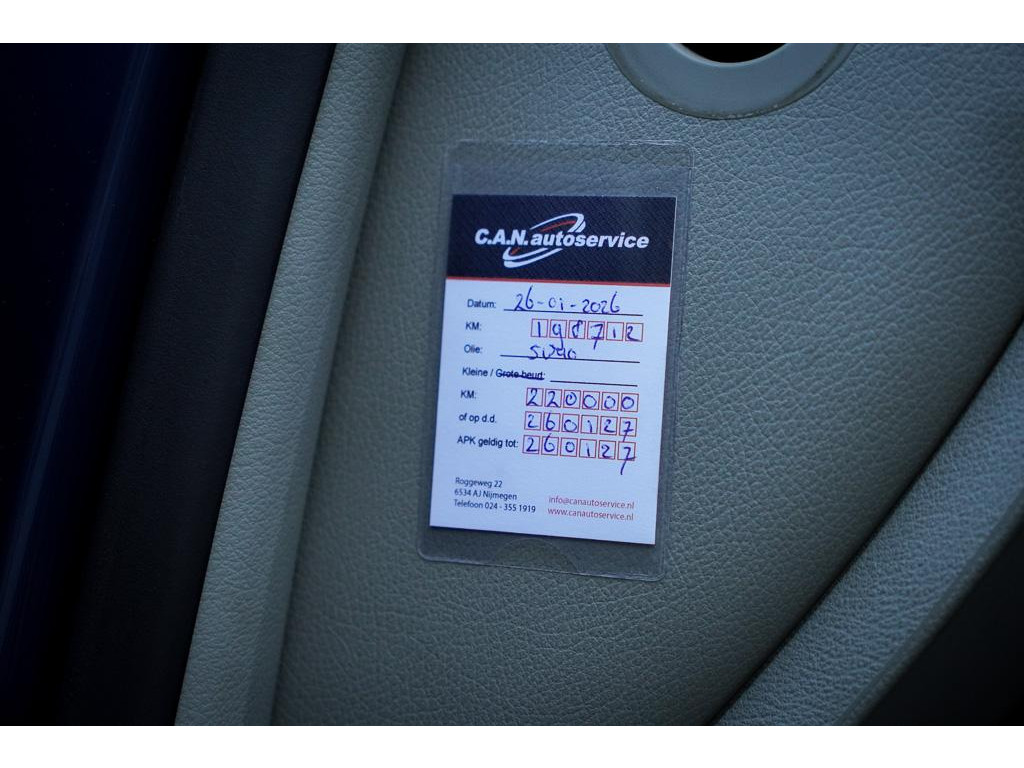 C.A.N. autoservice
Datum: 26-01-2026
KM: 198712
Olie: 5W40
Kleine / Grote beurt:
KM: 220000
of op d.d. 260127
APK geldig tot: 260127
Roggeweg 22
6534 AJ Nijmegen
Telefoon 024 - 355 1919
info@canautoservice.nl
www.canautoservice.nl